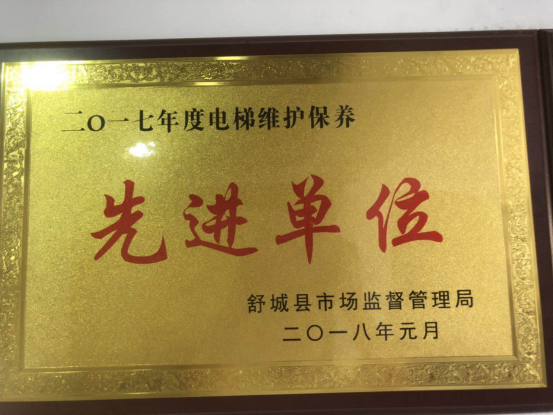 二〇一七年度电梯维护保养
先进单位
舒城县市场监督管理局
二〇一八年元月